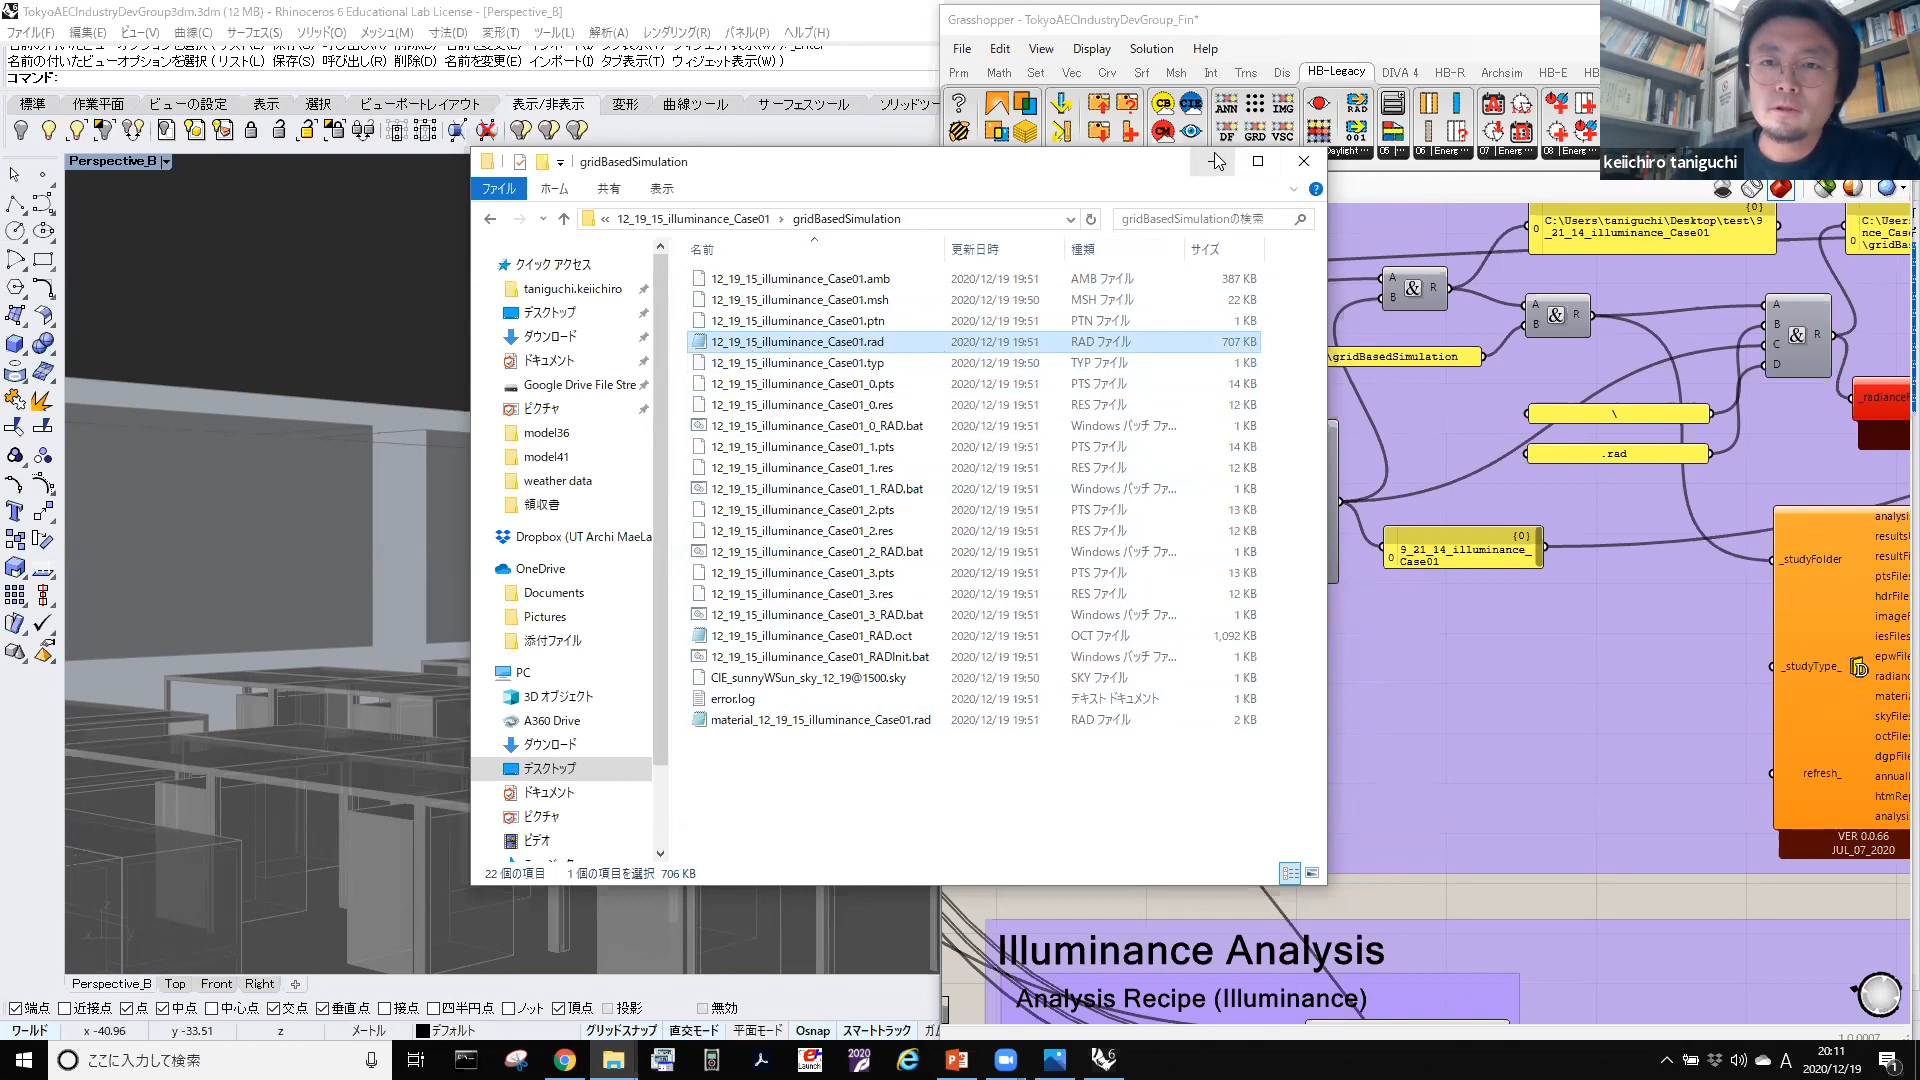 TokyoAECIndustryDevGroup3dm.3dm (12 MB) - Rhinoceros 6 Educational Lab License - [Perspective_B]
ファイル(F) 編集(E) ビュー(V) 曲線(C) サーフェス(S) ソリッド(O) メッシュ(M) 寸法(D) 変形(T) ツール(L) 解析(A) レンダリング(R) パネル(P) ヘルプ(H)
名前の付いたビューオプションを選択 ( リスト(L) 保存(S) 呼び出し(R) 削除(D) 名前を変更(E) インポート(I) タブ表示(T) ウィジェット表示(W) )
コマンド:
標準 作業平面 ビューの設定 表示 選択 ビューポートレイアウト 表示/非表示 変形 曲線ツール サーフェスツール
Perspective_B
Grasshopper - TokyoAECIndustryDevGroup_Fin*
File Edit View Display Solution Help
Prm Math Set Vec Crv Srf Msh Int Trns Dis HB-Legacy DIVA 4 HB-R Archsim HB-E HB
keiichiro taniguchi
gridBasedSimulation
ファイル ホーム 共有 表示
« 12_19_15_illuminance_Case01 › gridBasedSimulation
gridBasedSimulationの検索
名前 更新日時 種類 サイズ
クイック アクセス
taniguchi.keiichiro
デスクトップ
ダウンロード
ドキュメント
Google Drive File Stre
ピクチャ
model36
model41
weather data
領収書
Dropbox (UT Archi MaeLa
OneDrive
Documents
Pictures
添付ファイル
PC
3D オブジェクト
A360 Drive
ダウンロード
デスクトップ
ドキュメント
ピクチャ
ビデオ
12_19_15_illuminance_Case01.amb 2020/12/19 19:51 AMB ファイル 387 KB
12_19_15_illuminance_Case01.msh 2020/12/19 19:50 MSH ファイル 22 KB
12_19_15_illuminance_Case01.ptn 2020/12/19 19:51 PTN ファイル 1 KB
12_19_15_illuminance_Case01.rad 2020/12/19 19:51 RAD ファイル 707 KB
12_19_15_illuminance_Case01.typ 2020/12/19 19:50 TYP ファイル 1 KB
12_19_15_illuminance_Case01_0.pts 2020/12/19 19:51 PTS ファイル 14 KB
12_19_15_illuminance_Case01_0.res 2020/12/19 19:51 RES ファイル 12 KB
12_19_15_illuminance_Case01_0_RAD.bat 2020/12/19 19:51 Windows バッチ ファ... 1 KB
12_19_15_illuminance_Case01_1.pts 2020/12/19 19:51 PTS ファイル 14 KB
12_19_15_illuminance_Case01_1.res 2020/12/19 19:51 RES ファイル 12 KB
12_19_15_illuminance_Case01_1_RAD.bat 2020/12/19 19:51 Windows バッチ ファ... 1 KB
12_19_15_illuminance_Case01_2.pts 2020/12/19 19:51 PTS ファイル 13 KB
12_19_15_illuminance_Case01_2.res 2020/12/19 19:51 RES ファイル 12 KB
12_19_15_illuminance_Case01_2_RAD.bat 2020/12/19 19:51 Windows バッチ ファ... 1 KB
12_19_15_illuminance_Case01_3.pts 2020/12/19 19:51 PTS ファイル 13 KB
12_19_15_illuminance_Case01_3.res 2020/12/19 19:51 RES ファイル 12 KB
12_19_15_illuminance_Case01_3_RAD.bat 2020/12/19 19:51 Windows バッチ ファ... 1 KB
12_19_15_illuminance_Case01_RAD.oct 2020/12/19 19:51 OCT ファイル 1,092 KB
12_19_15_illuminance_Case01_RADInit.bat 2020/12/19 19:51 Windows バッチ ファ... 1 KB
CIE_sunnyWSun_sky_12_19@1500.sky 2020/12/19 19:50 SKY ファイル 1 KB
error.log 2020/12/19 19:51 テキスト ドキュメント 1 KB
material_12_19_15_illuminance_Case01.rad 2020/12/19 19:51 RAD ファイル 2 KB
22 個の項目 1 個の項目を選択 706 KB
{0}
0 C:\Users\taniguchi\Desktop\test\9
_21_14_illuminance_Case01
A
B
R
A
B
R
A
B
C
D
R
\gridBasedSimulation
\
.rad
{0}
0 9_21_14_illuminance_
Case01
_studyFolder
_studyType_
refresh_
VER 0.0.66
JUL_07_2020
Illuminance Analysis
Analysis Recipe (Illuminance)
Perspective_B Top Front Right
端点 近接点 点 中点 中心点 交点 垂直点 接点 四半円点 ノット 頂点 投影 無効
ワールド x -40.96 y -33.51 z メートル デフォルト グリッドスナップ 直交モード 平面モード Osnap スマートトラック
1.0.0007
ここに入力して検索
A
20:11
2020/12/19